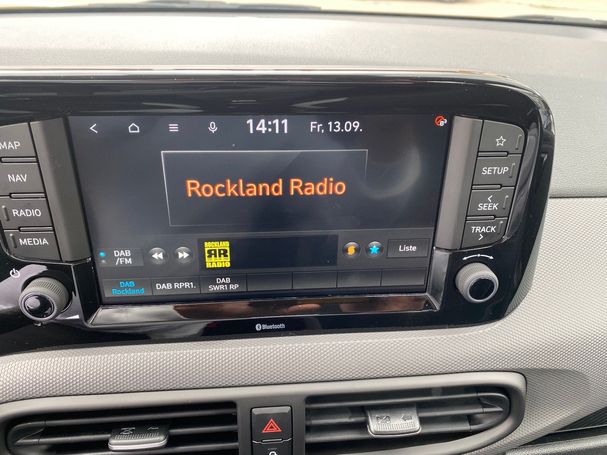 14:11 Fr, 13.09.
Rockland Radio
MAP
NAV
RADIO
MEDIA
SETUP
SEEK
TRACK
DAB
/FM
ROCKLAND
RR
RADIO
Liste
DAB
Rockland
DAB RPR1.
DAB
SWR1 RP
Bluetooth